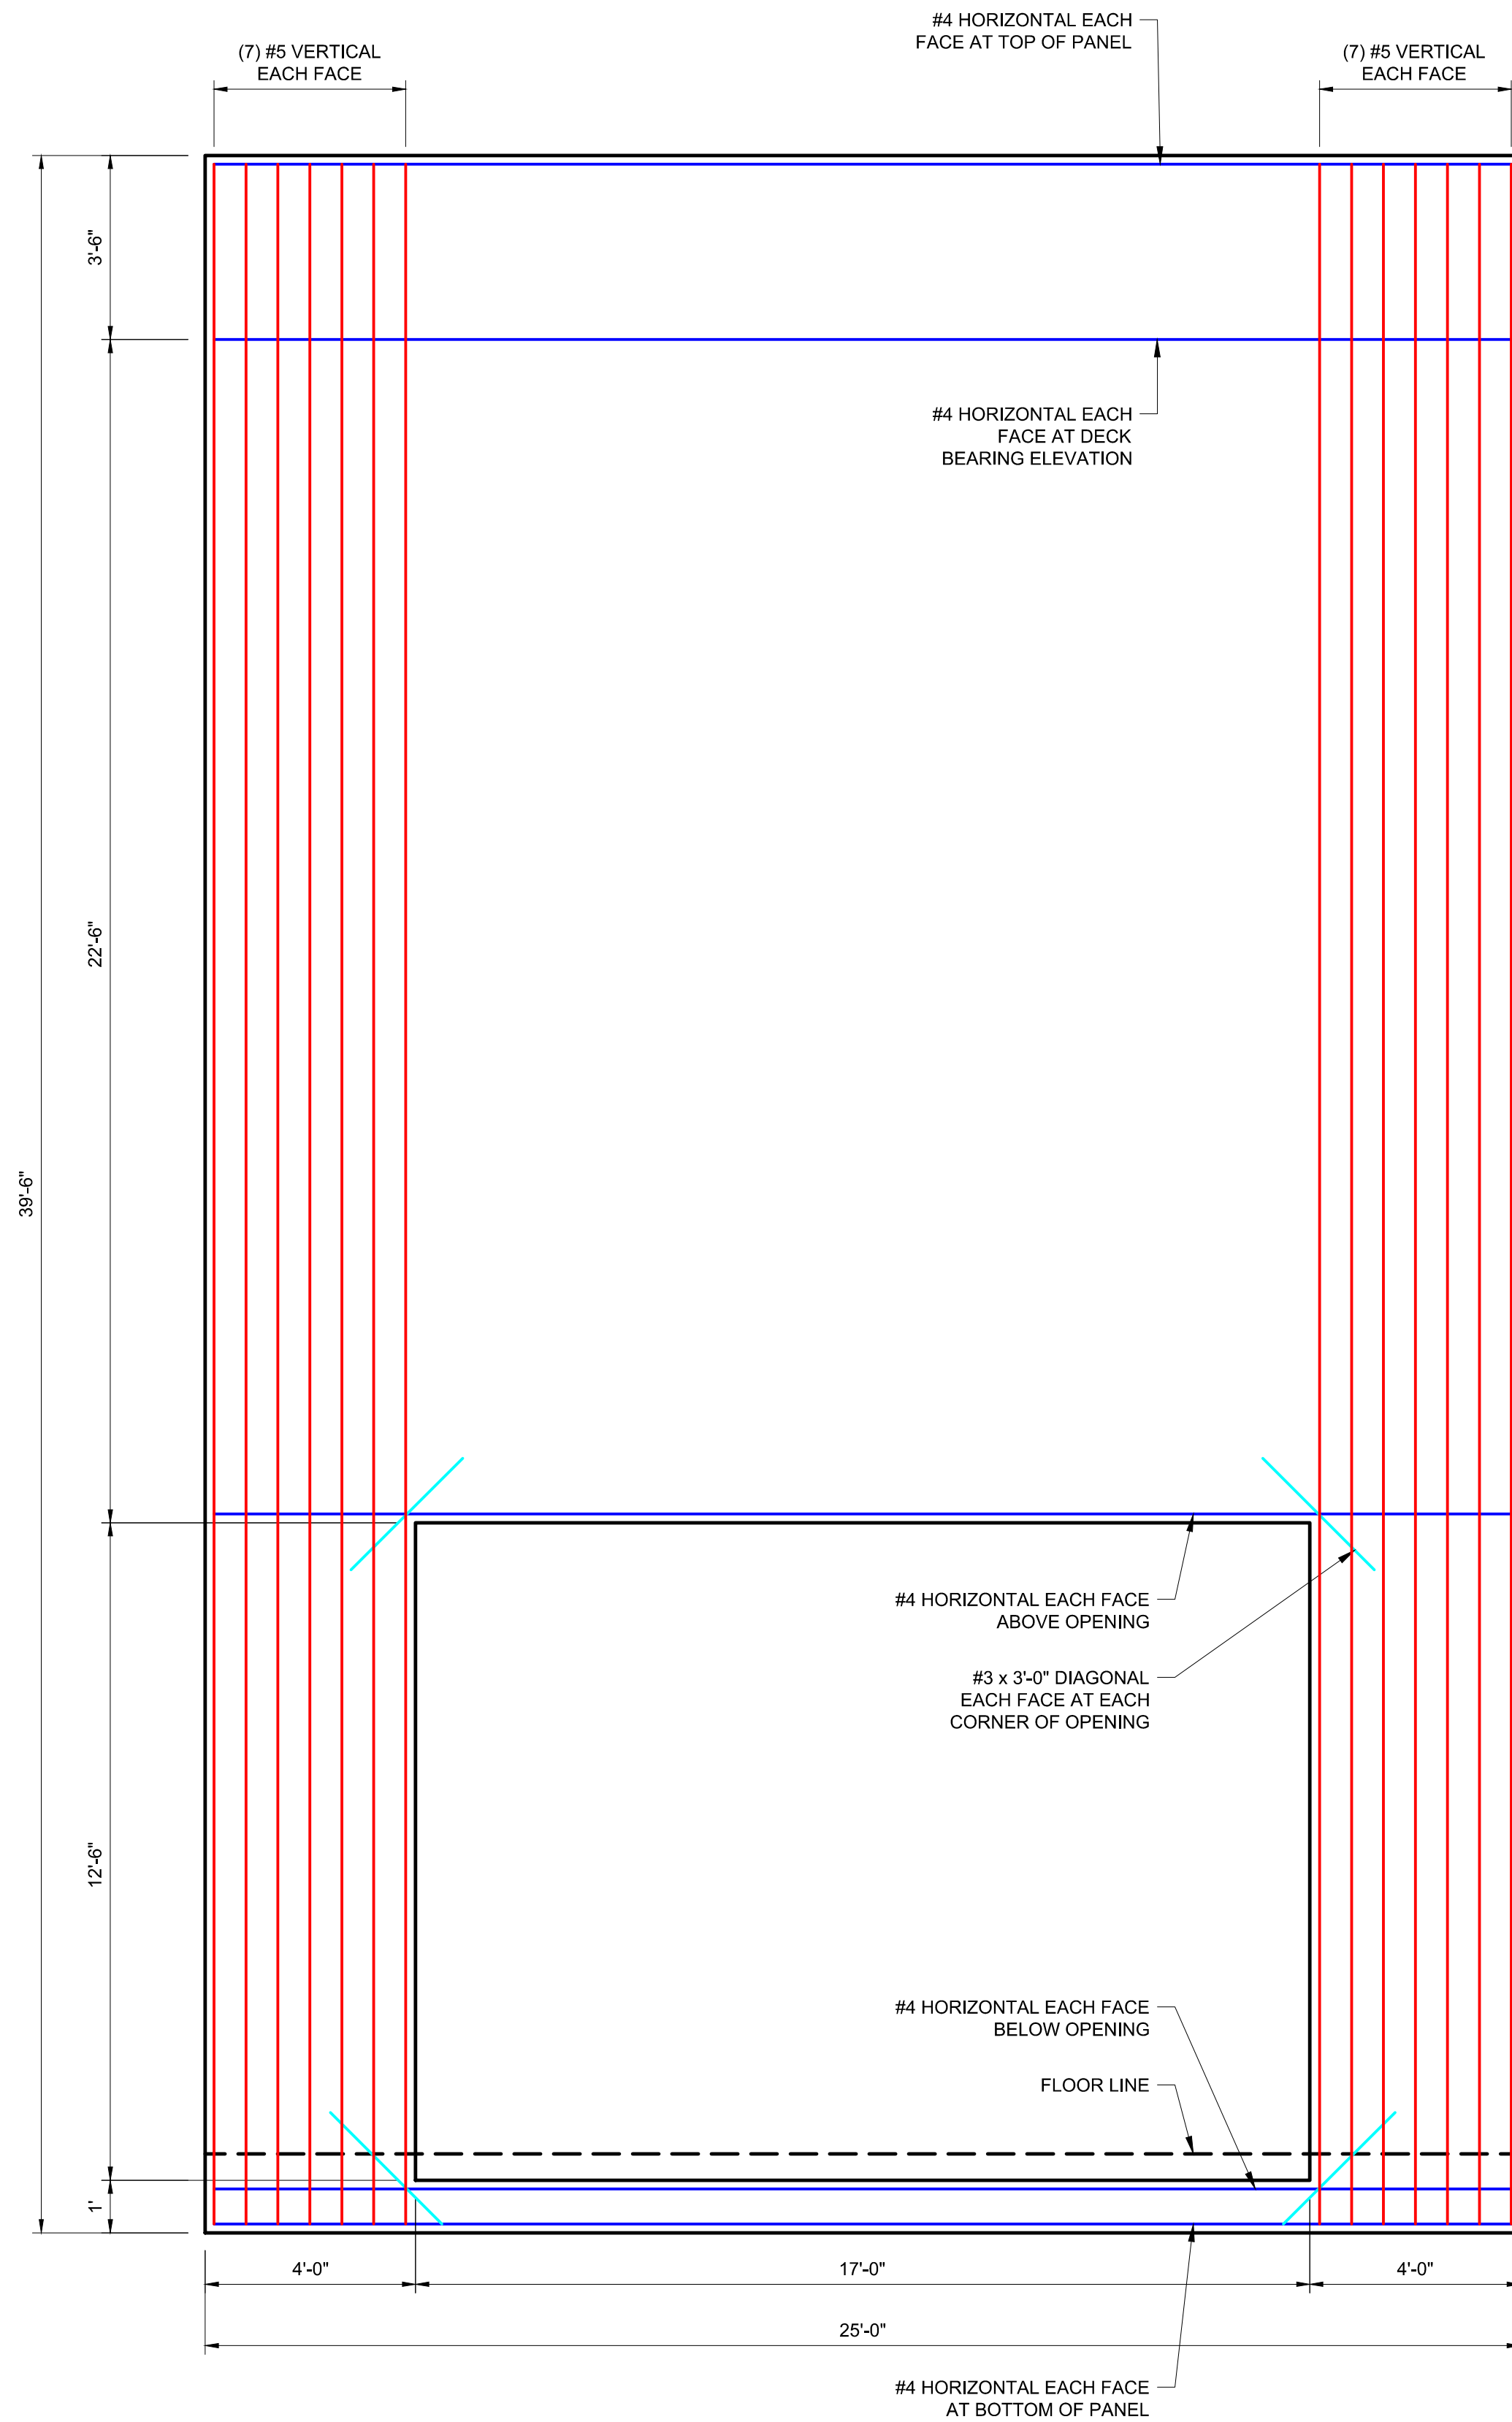 #4 HORIZONTAL EACH
FACE AT TOP OF PANEL
(7) #5 VERTICAL
EACH FACE
(7) #5 VERTICAL
EACH FACE
3'-6"
#4 HORIZONTAL EACH
FACE AT DECK
BEARING ELEVATION
22'-6"
39'-6"
#4 HORIZONTAL EACH FACE
ABOVE OPENING
#3 x 3'-0" DIAGONAL
EACH FACE AT EACH
CORNER OF OPENING
12'-6"
#4 HORIZONTAL EACH FACE
BELOW OPENING
FLOOR LINE
1'
4'-0"
17'-0"
4'-0"
25'-0"
#4 HORIZONTAL EACH FACE
AT BOTTOM OF PANEL